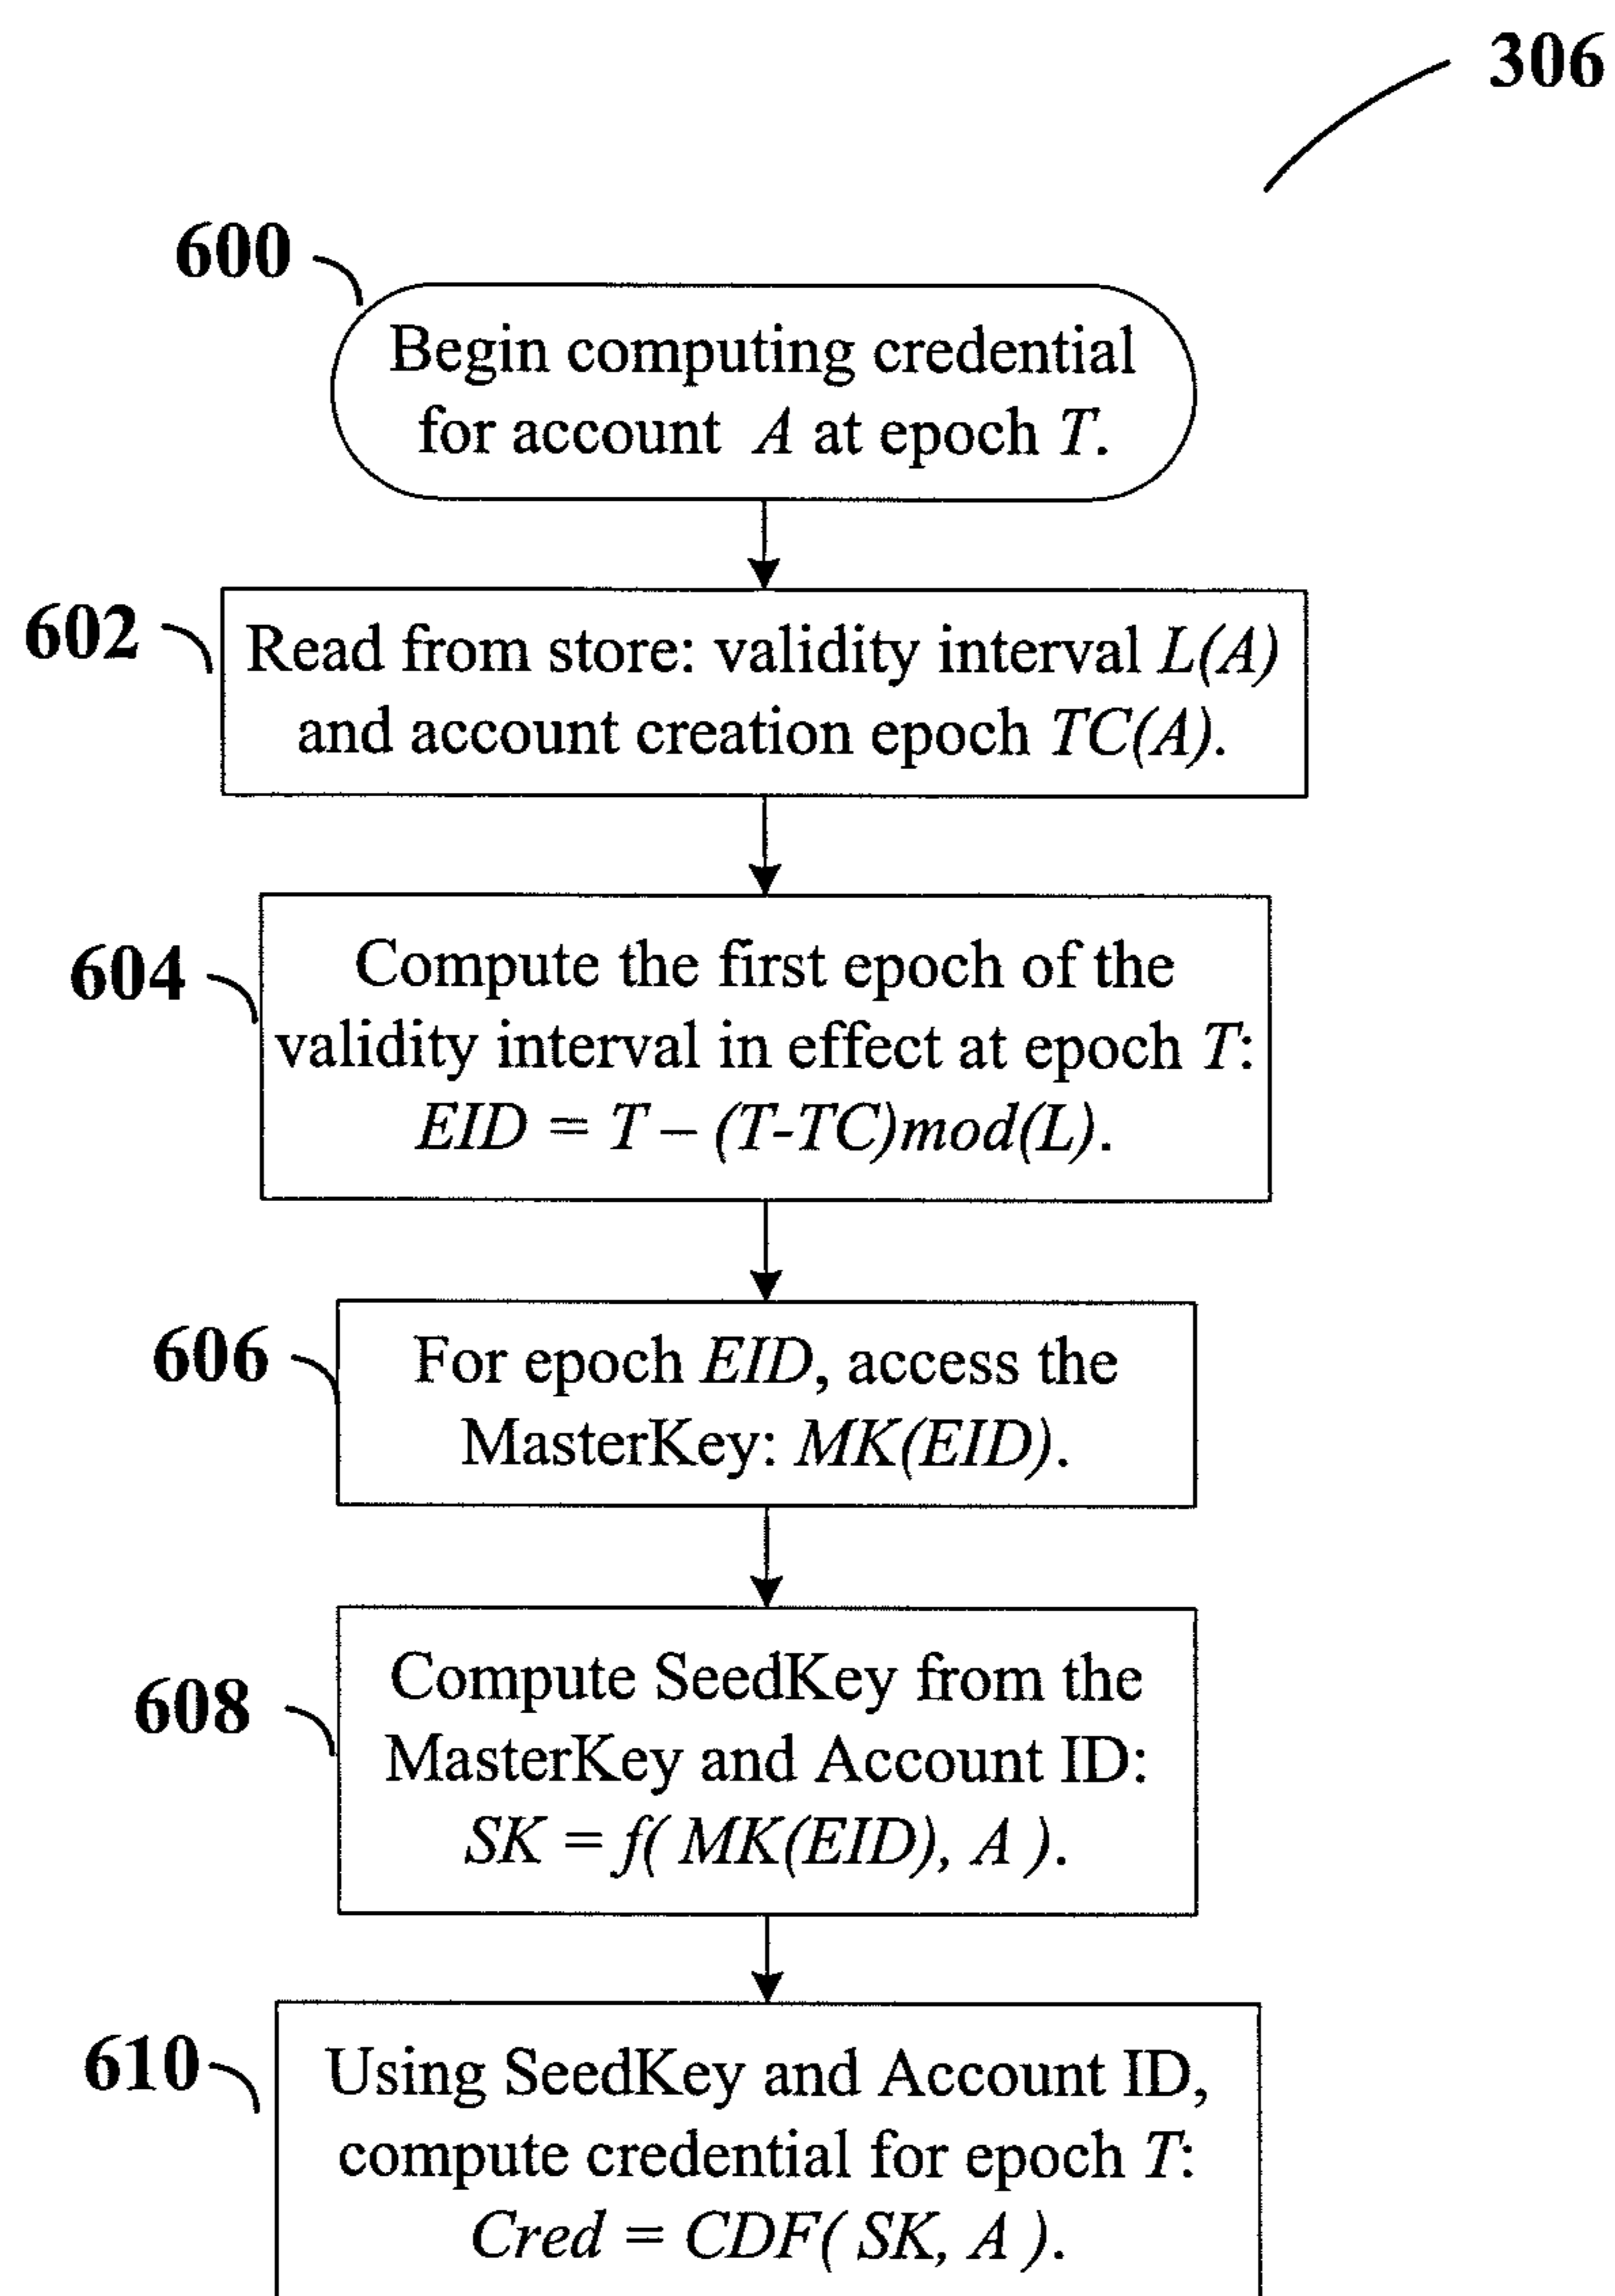 306
600
Begin computing credential
for account A at epoch T.
602
Read from store: validity interval L(A)
and account creation epoch TC(A).
604
Compute the first epoch of the
validity interval in effect at epoch T:
EID = T – (T-TC)mod(L).
606
For epoch EID, access the
MasterKey: MK(EID).
608
Compute SeedKey from the
MasterKey and Account ID:
SK = f( MK(EID), A ).
610
Using SeedKey and Account ID,
compute credential for epoch T:
Cred = CDF( SK, A ).